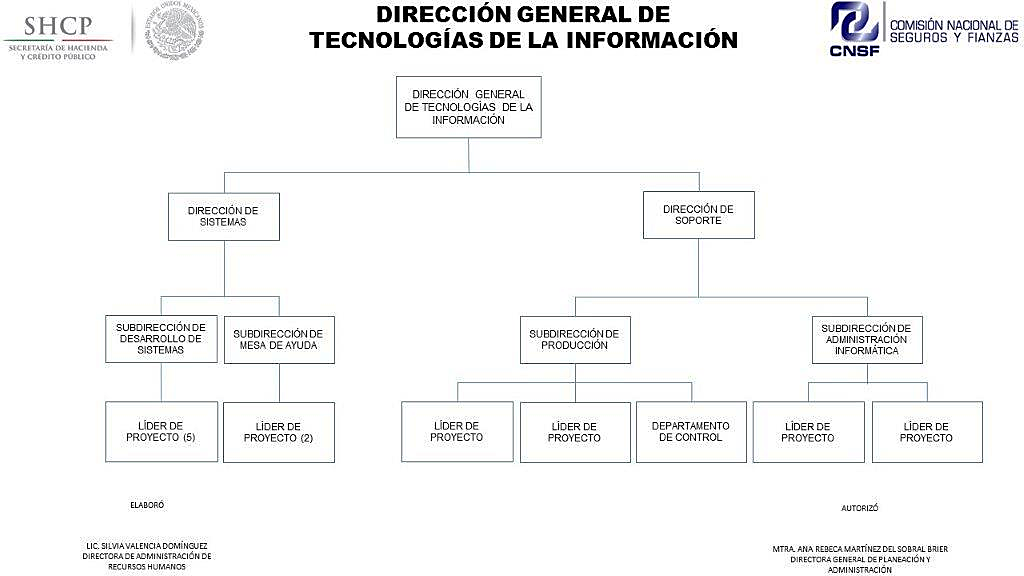 SHCP
SECRETARÍA DE HACIENDA
Y CRÉDITO PÚBLICO
ESTADOS UNIDOS MEXICANOS
DIRECCIÓN GENERAL DE
TECNOLOGÍAS DE LA INFORMACIÓN
CNSF
COMISIÓN NACIONAL DE
SEGUROS Y FIANZAS
DIRECCIÓN GENERAL
DE TECNOLOGÍAS DE LA
INFORMACIÓN
DIRECCIÓN DE
SISTEMAS
DIRECCIÓN DE
SOPORTE
SUBDIRECCIÓN DE
DESARROLLO DE
SISTEMAS
SUBDIRECCIÓN DE
MESA DE AYUDA
SUBDIRECCIÓN DE
PRODUCCIÓN
SUBDIRECCIÓN DE
ADMINISTRACIÓN
INFORMÁTICA
LÍDER DE
PROYECTO (5)
LÍDER DE
PROYECTO (2)
LÍDER DE
PROYECTO
LÍDER DE
PROYECTO
DEPARTAMENTO
DE CONTROL
LÍDER DE
PROYECTO
LÍDER DE
PROYECTO
ELABORÓ
LIC. SILVIA VALENCIA DOMÍNGUEZ
DIRECTORA DE ADMINISTRACIÓN DE
RECURSOS HUMANOS
AUTORIZÓ
MTRA. ANA REBECA MARTÍNEZ DEL SOBRAL BRIER
DIRECTORA GENERAL DE PLANEACIÓN Y
ADMINISTRACIÓN